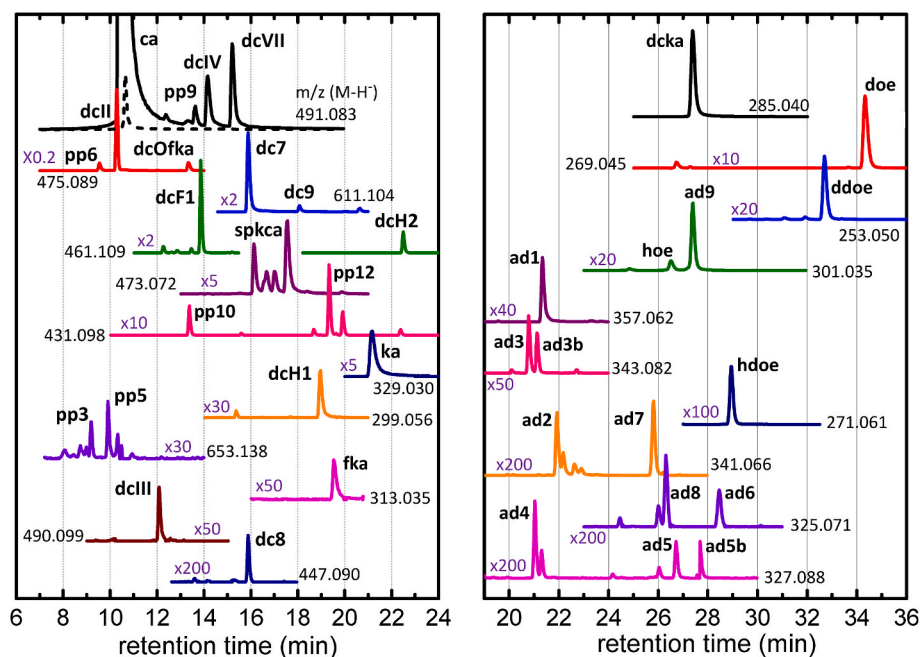 ca
dcVII
dcIV
pp9
m/z (M-H⁻)
491.083
dcII
X0.2
pp6
dcOfka
475.089
dc7
x2
dc9
611.104
dcF1
x2
461.109
dcH2
spkca
473.072
x5
pp12
pp10
x10
431.098
ka
x5
329.030
dcH1
x30
299.056
pp3
pp5
x30
653.138
fka
x50
313.035
dcIII
x50
490.099
dc8
x200
447.090
6 8 10 12 14 16 18 20 22 24
retention time (min)
dcka
285.040
doe
269.045
x10
ddoe
x20
253.050
ad9
hoe
x20
301.035
ad1
x40
357.062
ad3
ad3b
x50
343.082
hdoe
x100
271.061
ad2
ad7
x200
341.066
ad8
ad6
x200
325.071
ad4
ad5
ad5b
x200
327.088
20 22 24 26 28 30 32 34 36
retention time (min)